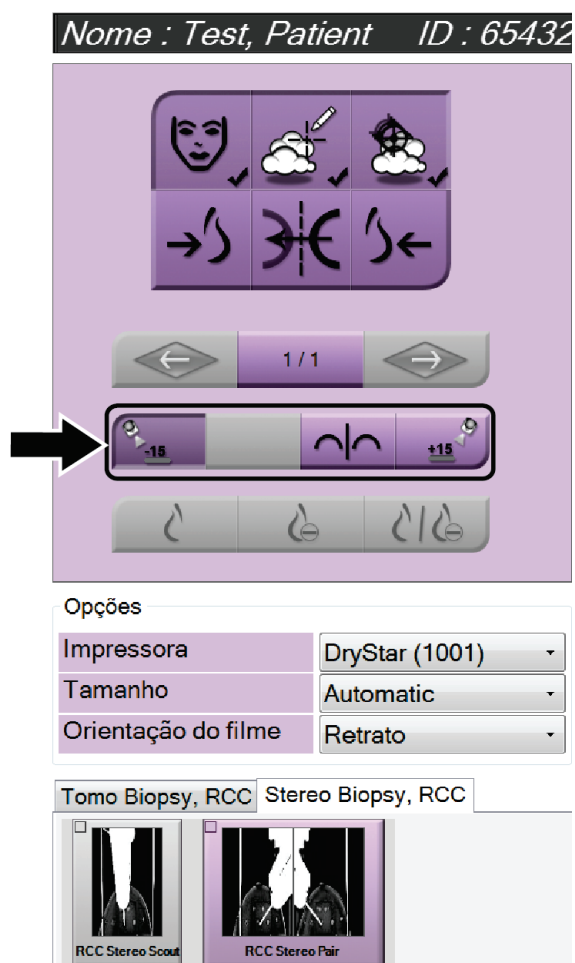 Nome : Test, Patient ID : 65432
1 / 1
-15 +15
Opções
Impressora DryStar (1001)
Tamanho Automatic
Orientação do filme Retrato
Tomo Biopsy, RCC Stereo Biopsy, RCC
RCC Stereo Scout RCC Stereo Pair